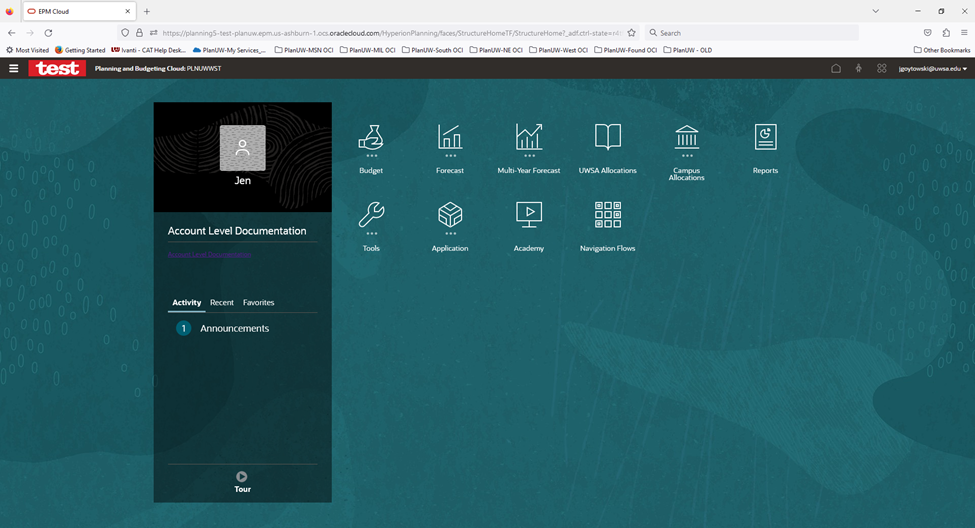 EPM Cloud
https://planning5-test-planuw.epm.us-ashburn-1.ocs.oraclecloud.com/HyperionPlanning/faces/StructureHomeTF/StructureHome?_adf.ctrl-state=
Search
Most Visited
Getting Started
Ivanti - CAT Help Desk...
PlanUW-My Services_...
PlanUW-MSN OCI
PlanUW-MIL OCI
PlanUW-South OCI
PlanUW-NE OCI
PlanUW-West OCI
PlanUW-Found OCI
PlanUW - OLD
Other Bookmarks
test
Planning and Budgeting Cloud: PLNUWWST
jgoytowski@uwsa.edu
Jen
Account Level Documentation
Account Level Documentation
Activity
Recent
Favorites
1
Announcements
Tour
Budget
Forecast
Multi-Year Forecast
UWSA Allocations
Campus
Allocations
Reports
Tools
Application
Academy
Navigation Flows